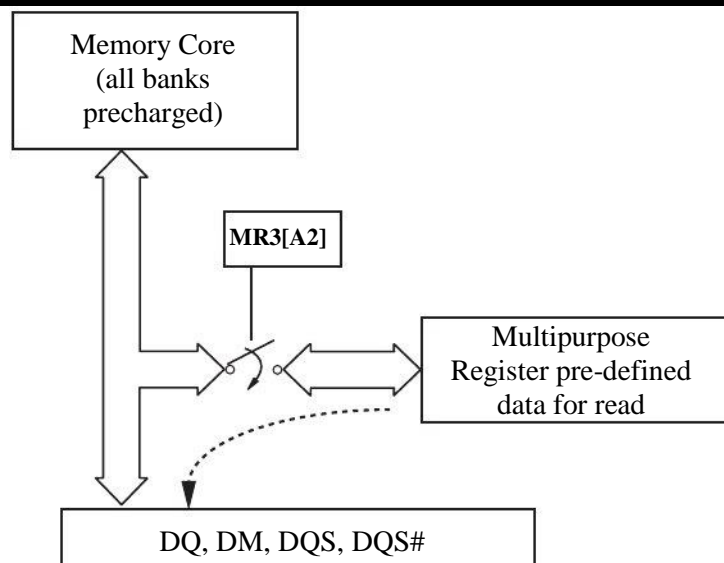 Memory Core
(all banks
precharged)
MR3[A2]
Multipurpose
Register pre-defined
data for read
DQ, DM, DQS, DQS#